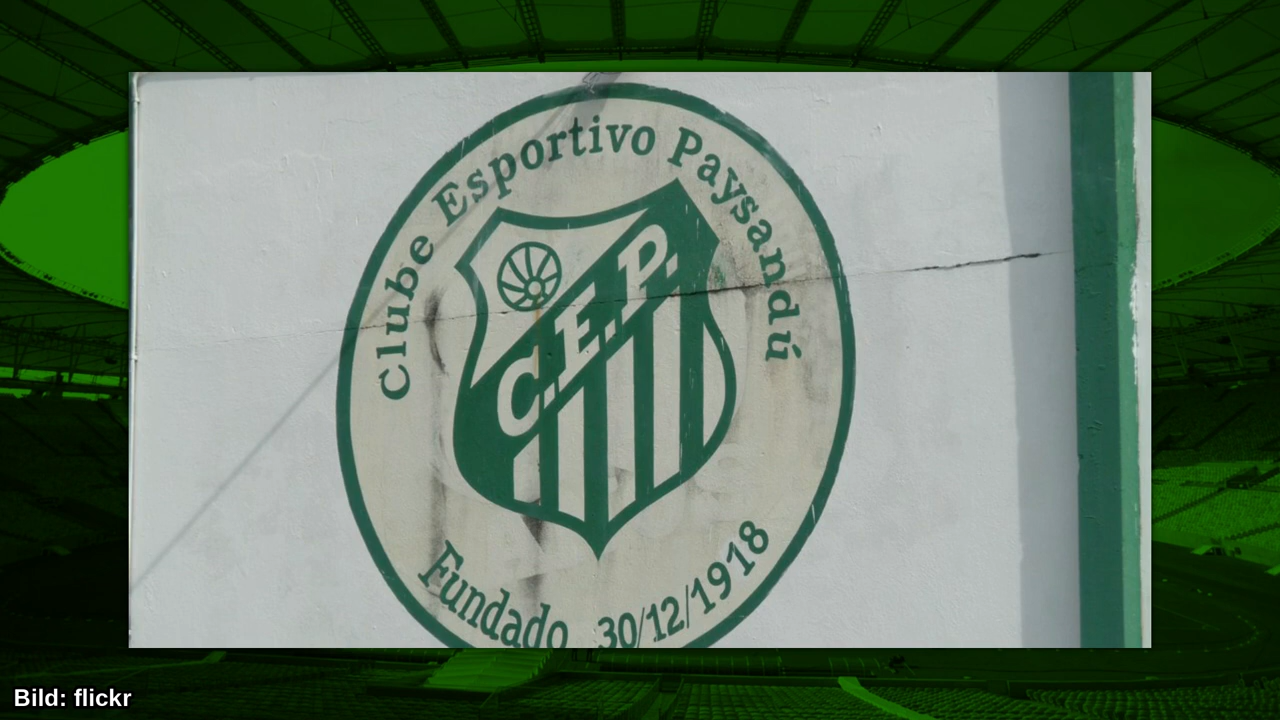 Clube Esportivo Paysandú
C.E.P.
Fundado 30/12/1918
Bild: flickr